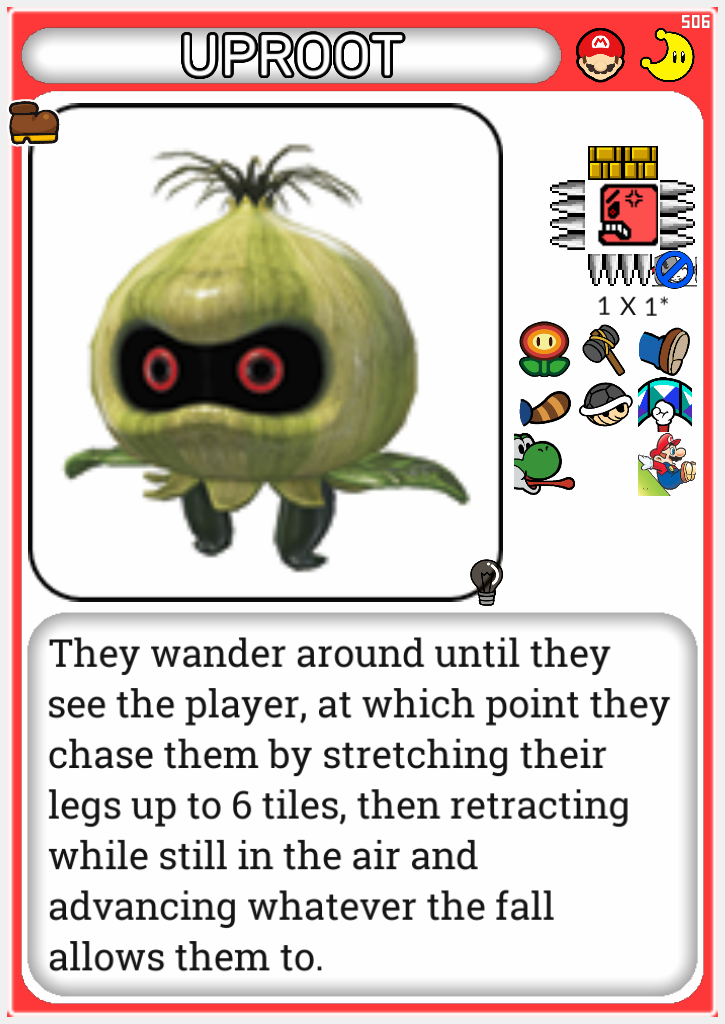 506
UPROOT
1 X 1*
They wander around until they
see the player, at which point they
chase them by stretching their
legs up to 6 tiles, then retracting
while still in the air and
advancing whatever the fall
allows them to.